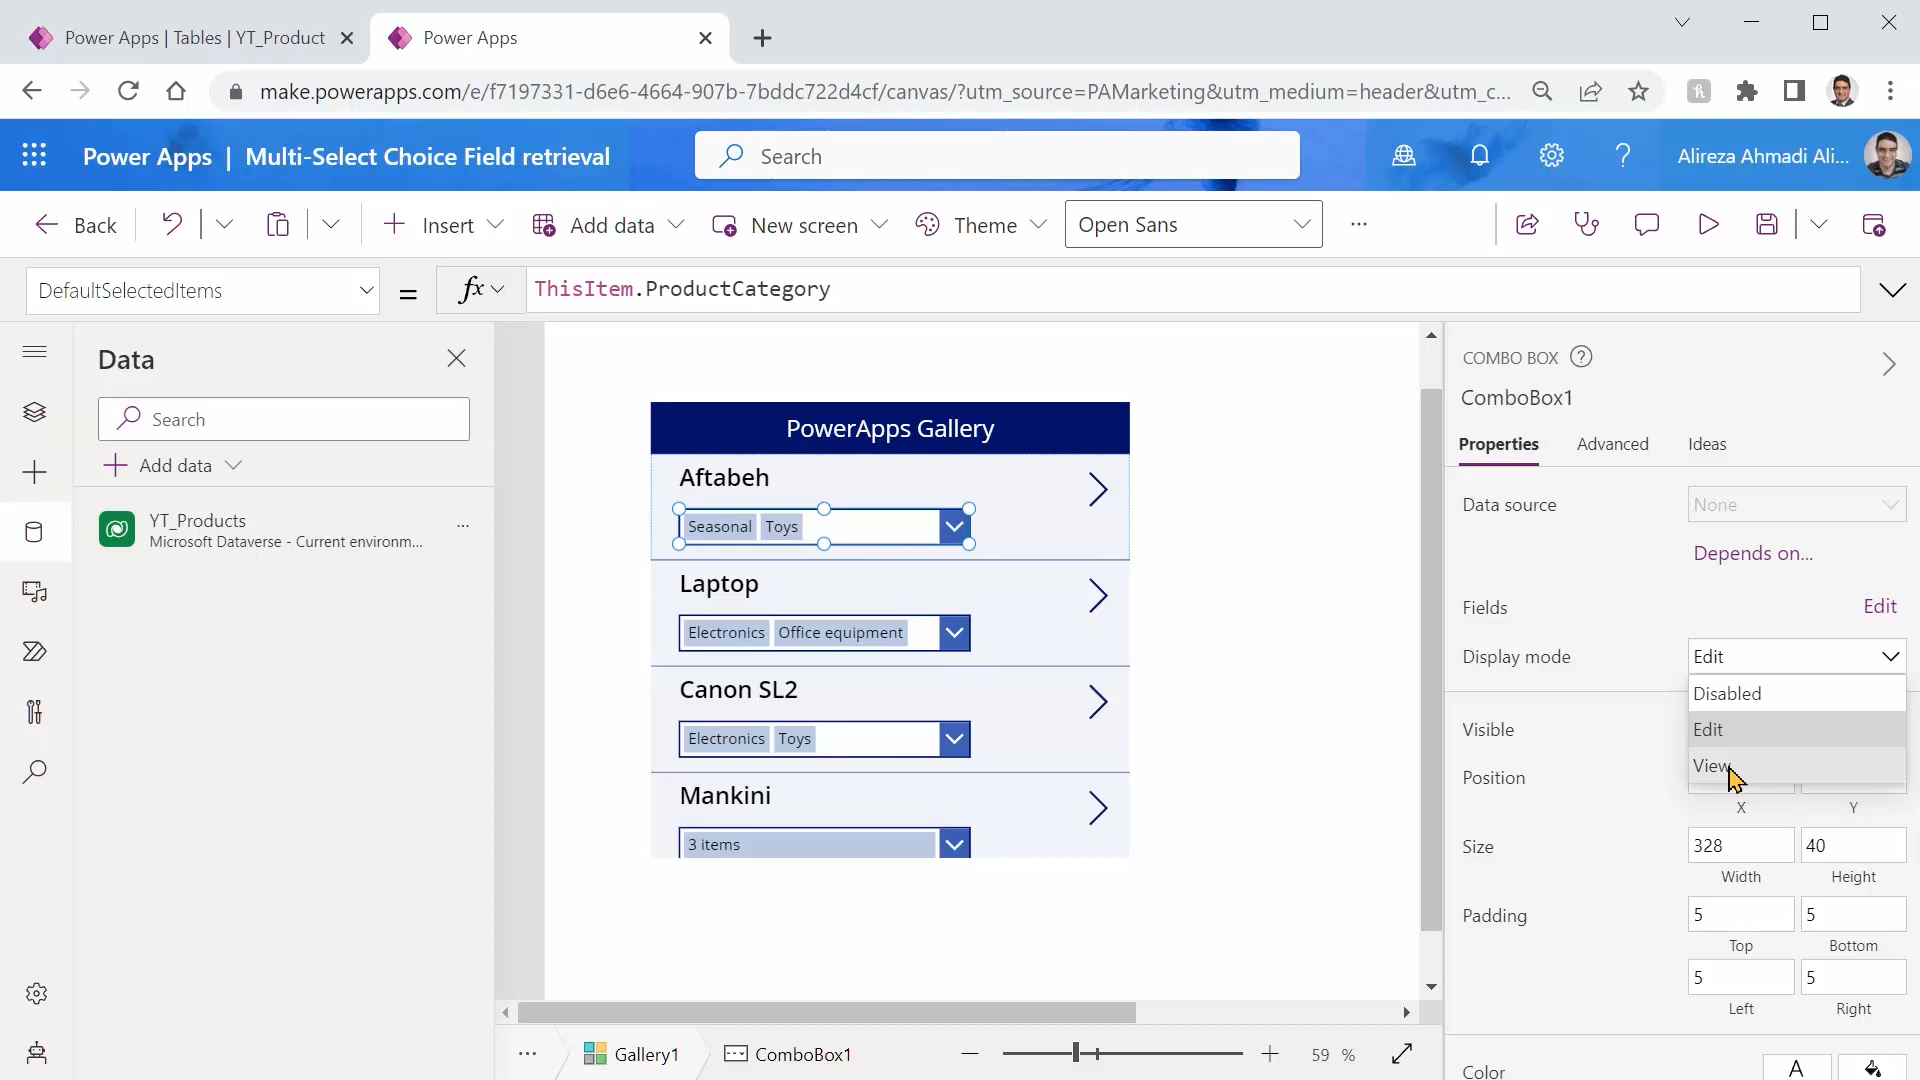 Power Apps | Tables | YT_Product
Power Apps
make.powerapps.com/e/f7197331-d6e6-4664-907b-7bddc722d4cf/canvas/?utm_source=PAMarketing&utm_medium=header&utm_c...
Power Apps | Multi-Select Choice Field retrieval
Search
Alireza Ahmadi Ali...
Back
Insert
Add data
New screen
Theme
Open Sans
DefaultSelectedItems
=
fx
ThisItem.ProductCategory
Data
Search
Add data
YT_Products
Microsoft Dataverse - Current environm...
PowerApps Gallery
Aftabeh
Seasonal Toys
Laptop
Electronics Office equipment
Canon SL2
Electronics Toys
Mankini
3 items
Gallery1
ComboBox1
59 %
COMBO BOX
ComboBox1
Properties Advanced Ideas
Data source None
Depends on...
Fields Edit
Display mode Edit
Disabled
Edit
View
Visible
Position
X Y
Size 328 40
Width Height
Padding 5 5
Top Bottom
5 5
Left Right
Color A